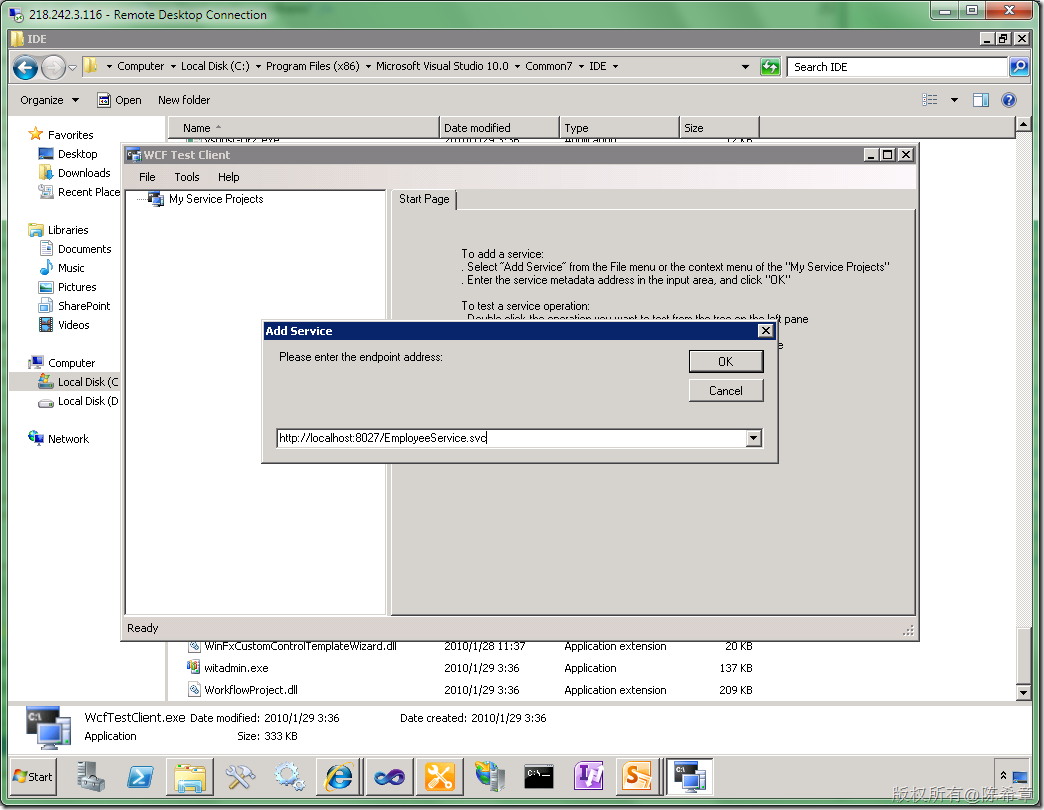 218.242.3.116 - Remote Desktop Connection
IDE
Computer Local Disk (C:) Program Files (x86) Microsoft Visual Studio 10.0 Common7 IDE
Search IDE
Organize Open New folder
Name Date modified Type Size
Favorites
Desktop
Downloads
Recent Place
Libraries
Documents
Music
Pictures
SharePoint
Videos
Computer
Local Disk (C
Local Disk (D
Network
WCF Test Client
File Tools Help
My Service Projects
Start Page
To add a service:
. Select "Add Service" from the File menu or the context menu of the "My Service Projects"
. Enter the service metadata address in the input area, and click "OK"
To test a service operation:
. Double click the operation you want to test from the tree on the left pane
Add Service
Please enter the endpoint address:
OK
Cancel
http://localhost:8027/EmployeeService.svc
Ready
WinFxCustomControlTemplateWizard.dll 2010/1/28 11:37 Application extension 20 KB
witadmin.exe 2010/1/29 3:36 Application 137 KB
WorkflowProject.dll 2010/1/29 3:36 Application extension 209 KB
WcfTestClient.exe Date modified: 2010/1/29 3:36 Date created: 2010/1/29 3:36
Application Size: 333 KB
Start
版权所有@陈希章